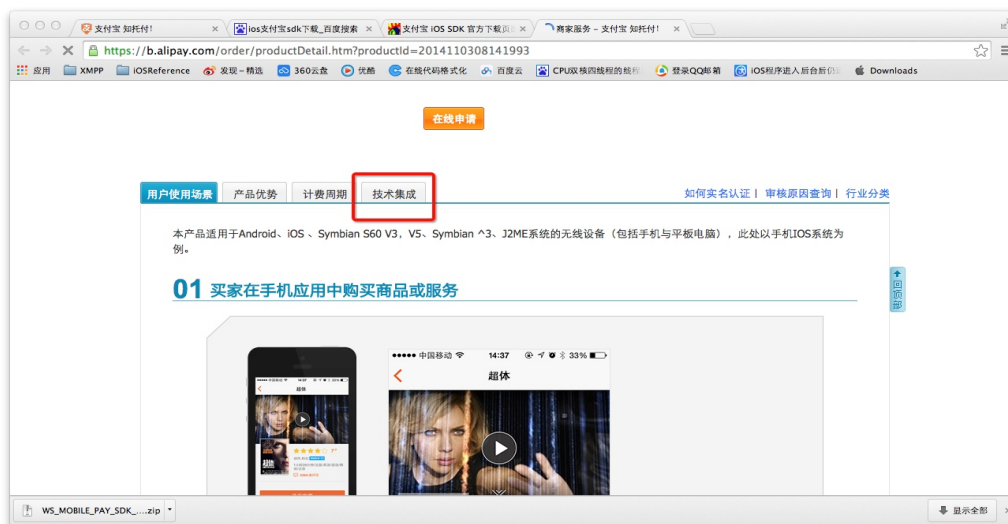 支付宝 知托付!
ios支付宝sdk下载_百度搜索
支付宝 iOS SDK 官方下载页
商家服务 - 支付宝 知托付!
https://b.alipay.com/order/productDetail.htm?productId=2014110308141993
应用
XMPP
iOSReference
发现 - 精选
360云盘
优酷
在线代码格式化
百度云
CPU双核四线程的线程
登录QQ邮箱
iOS程序进入后台后仍
Downloads
在线申请
用户使用场景
产品优势
计费周期
技术集成
如何实名认证 | 审核原因查询 | 行业分类
本产品适用于Android、iOS 、Symbian S60 V3，V5、Symbian ^3、J2ME系统的无线设备（包括手机与平板电脑），此处以手机IOS系统为
例。
01 买家在手机应用中购买商品或服务
回顶部
中国移动 14:37 33%
超体
超体
WS_MOBILE_PAY_SDK_....zip
显示全部